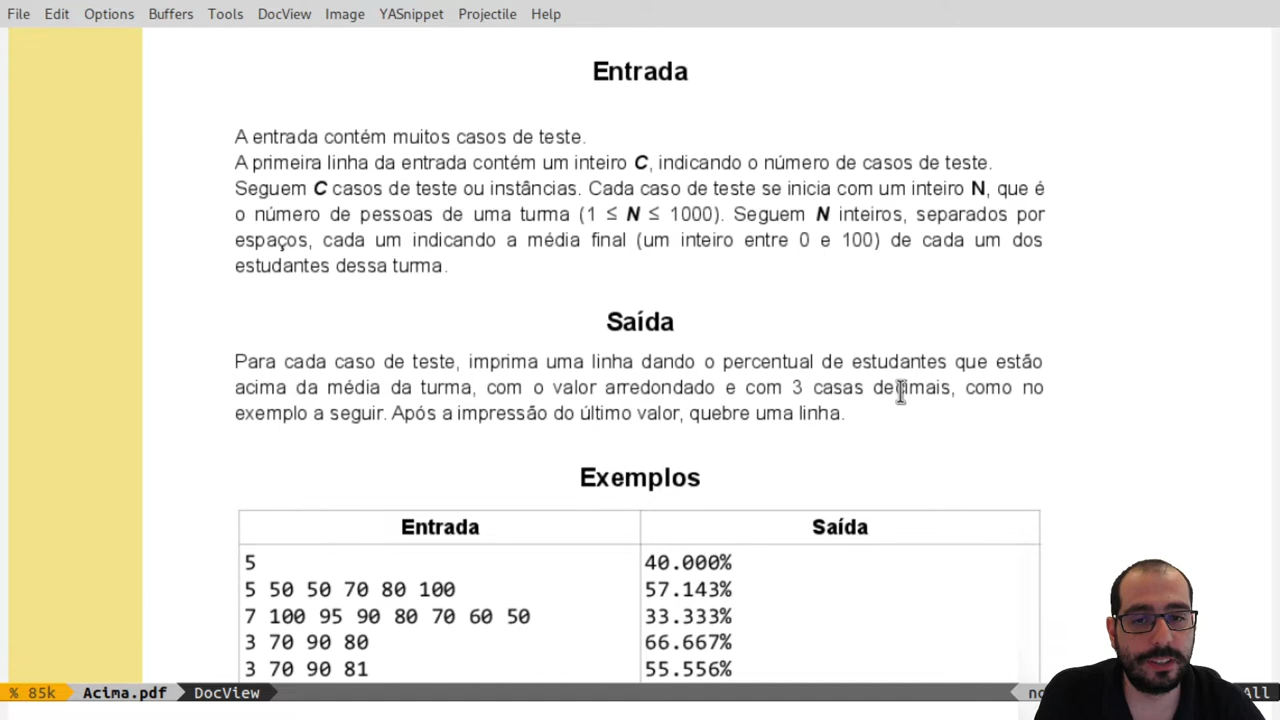 File Edit Options Buffers Tools DocView Image YASnippet Projectile Help
Entrada
A entrada contém muitos casos de teste.
A primeira linha da entrada contém um inteiro C, indicando o número de casos de teste.
Seguem C casos de teste ou instâncias. Cada caso de teste se inicia com um inteiro N, que é
o número de pessoas de uma turma (1 ≤ N ≤ 1000). Seguem N inteiros, separados por
espaços, cada um indicando a média final (um inteiro entre 0 e 100) de cada um dos
estudantes dessa turma.
Saída
Para cada caso de teste, imprima uma linha dando o percentual de estudantes que estão
acima da média da turma, com o valor arredondado e com 3 casas decimais, como no
exemplo a seguir. Após a impressão do último valor, quebre uma linha.
Exemplos
Entrada Saída
5 40.000%
5 50 50 70 80 100 57.143%
7 100 95 90 80 70 60 50 33.333%
3 70 90 80 66.667%
3 70 90 81 55.556%
% 85k Acima.pdf DocView All